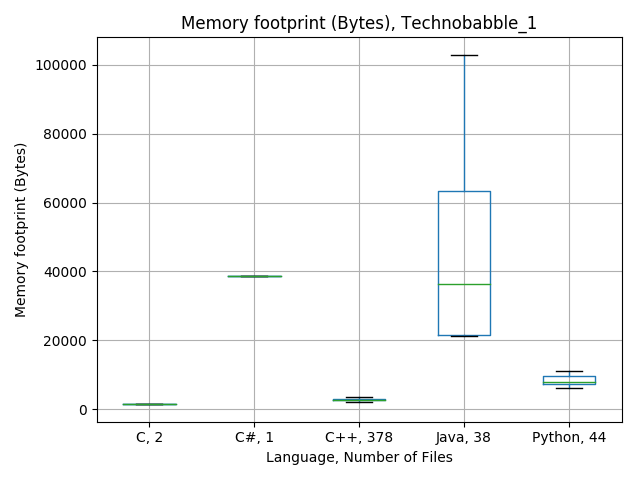 Memory footprint (Bytes), Technobabble_1
Memory footprint (Bytes)
100000
80000
60000
40000
20000
0
C, 2
C#, 1
C++, 378
Java, 38
Python, 44
Language, Number of Files